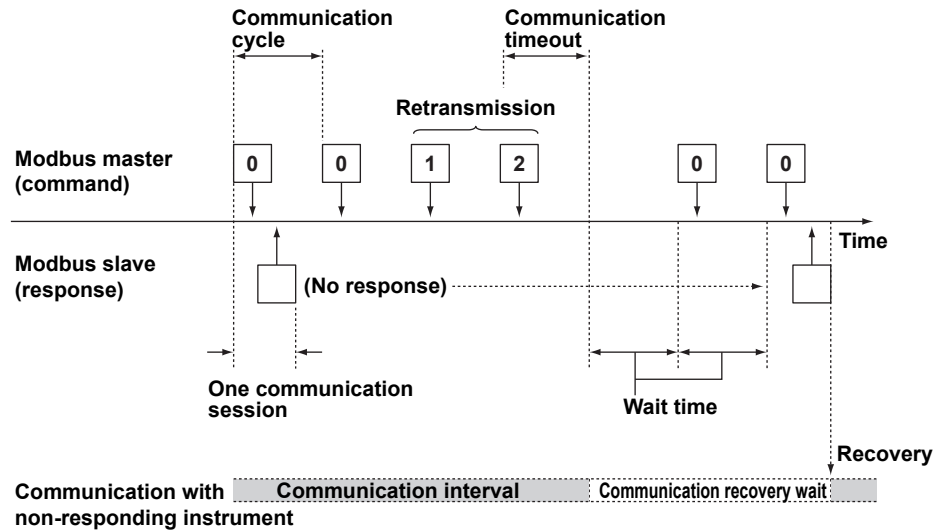 Communication
cycle
Communication
timeout
Retransmission
Modbus master
(command)
0
0
1
2
0
0
Time
Modbus slave
(response)
(No response)
One communication
session
Wait time
Recovery
Communication with
non-responding instrument
Communication interval
Communication recovery wait